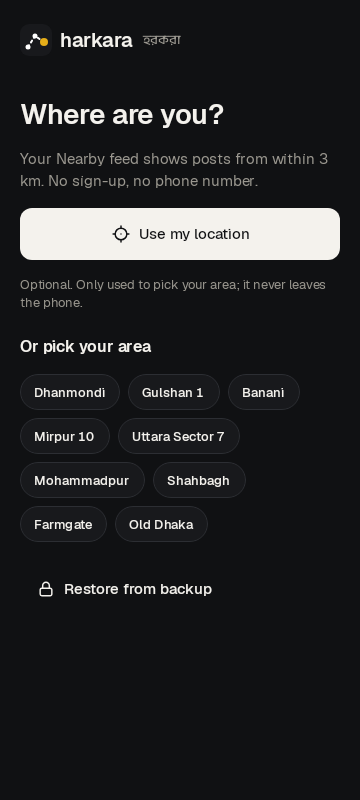 harkara হরকরা
Where are you?
Your Nearby feed shows posts from within 3
km. No sign-up, no phone number.
Use my location
Optional. Only used to pick your area; it never leaves
the phone.
Or pick your area
Dhanmondi Gulshan 1 Banani
Mirpur 10 Uttara Sector 7
Mohammadpur Shahbagh
Farmgate Old Dhaka
Restore from backup